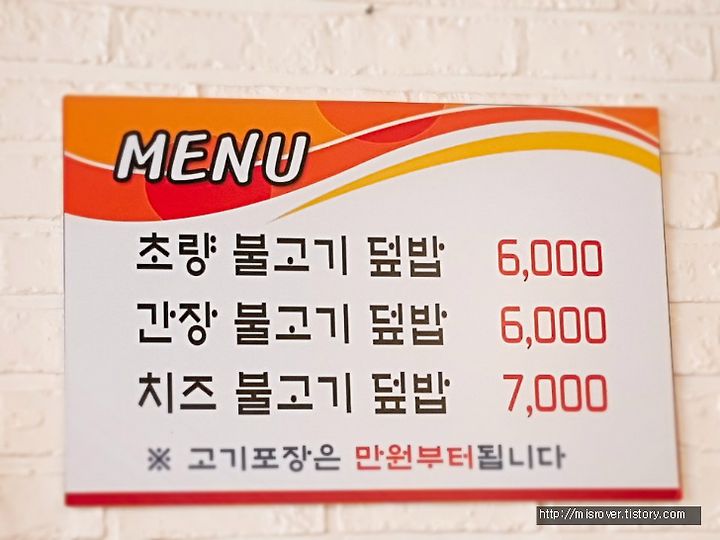 MENU
초량 불고기 덮밥 6,000
간장 불고기 덮밥 6,000
치즈 불고기 덮밥 7,000
※ 고기포장은 만원부터됩니다
http://misrover.tistory.com